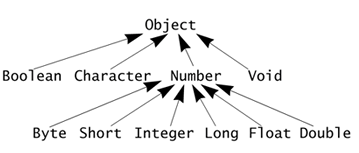 Object
Boolean Character Number Void
Byte Short Integer Long Float Double